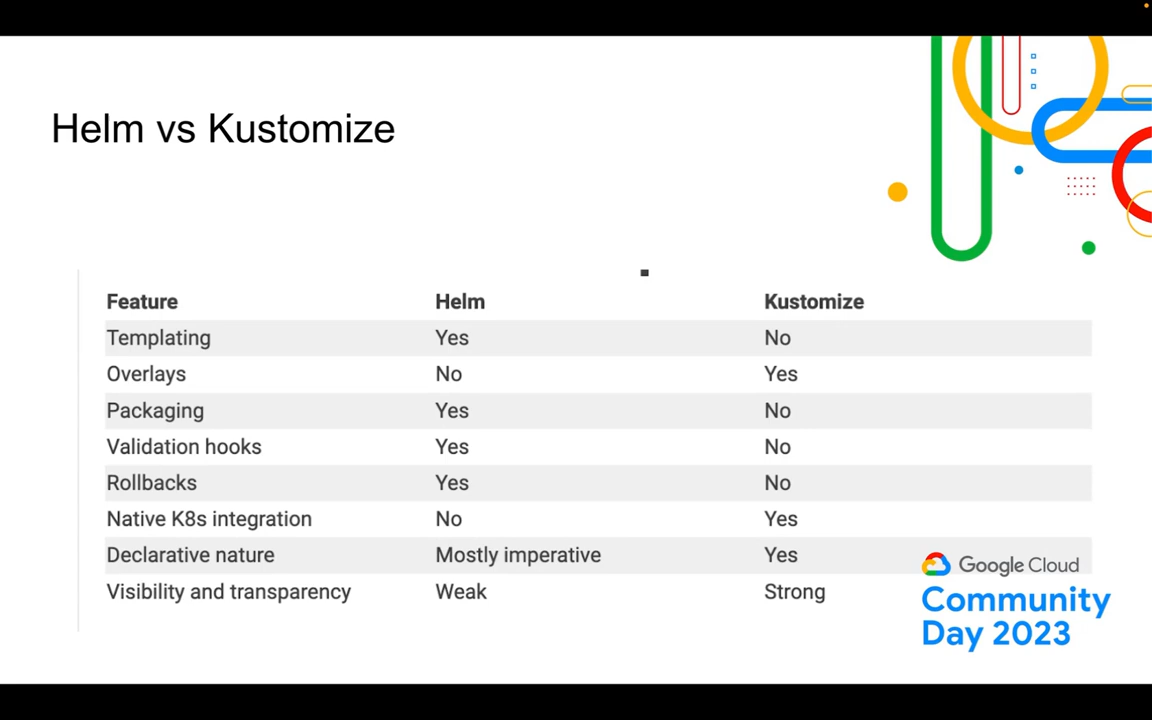 Helm vs Kustomize
Feature Helm Kustomize
Templating Yes No
Overlays No Yes
Packaging Yes No
Validation hooks Yes No
Rollbacks Yes No
Native K8s integration No Yes
Declarative nature Mostly imperative Yes
Visibility and transparency Weak Strong
Google Cloud
Community
Day 2023